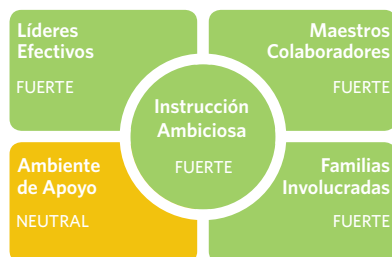 Líderes
Efectivos
FUERTE
Maestros
Colaboradores
FUERTE
Instrucción
Ambiciosa
FUERTE
Ambiente
de Apoyo
NEUTRAL
Familias
Involucradas
FUERTE